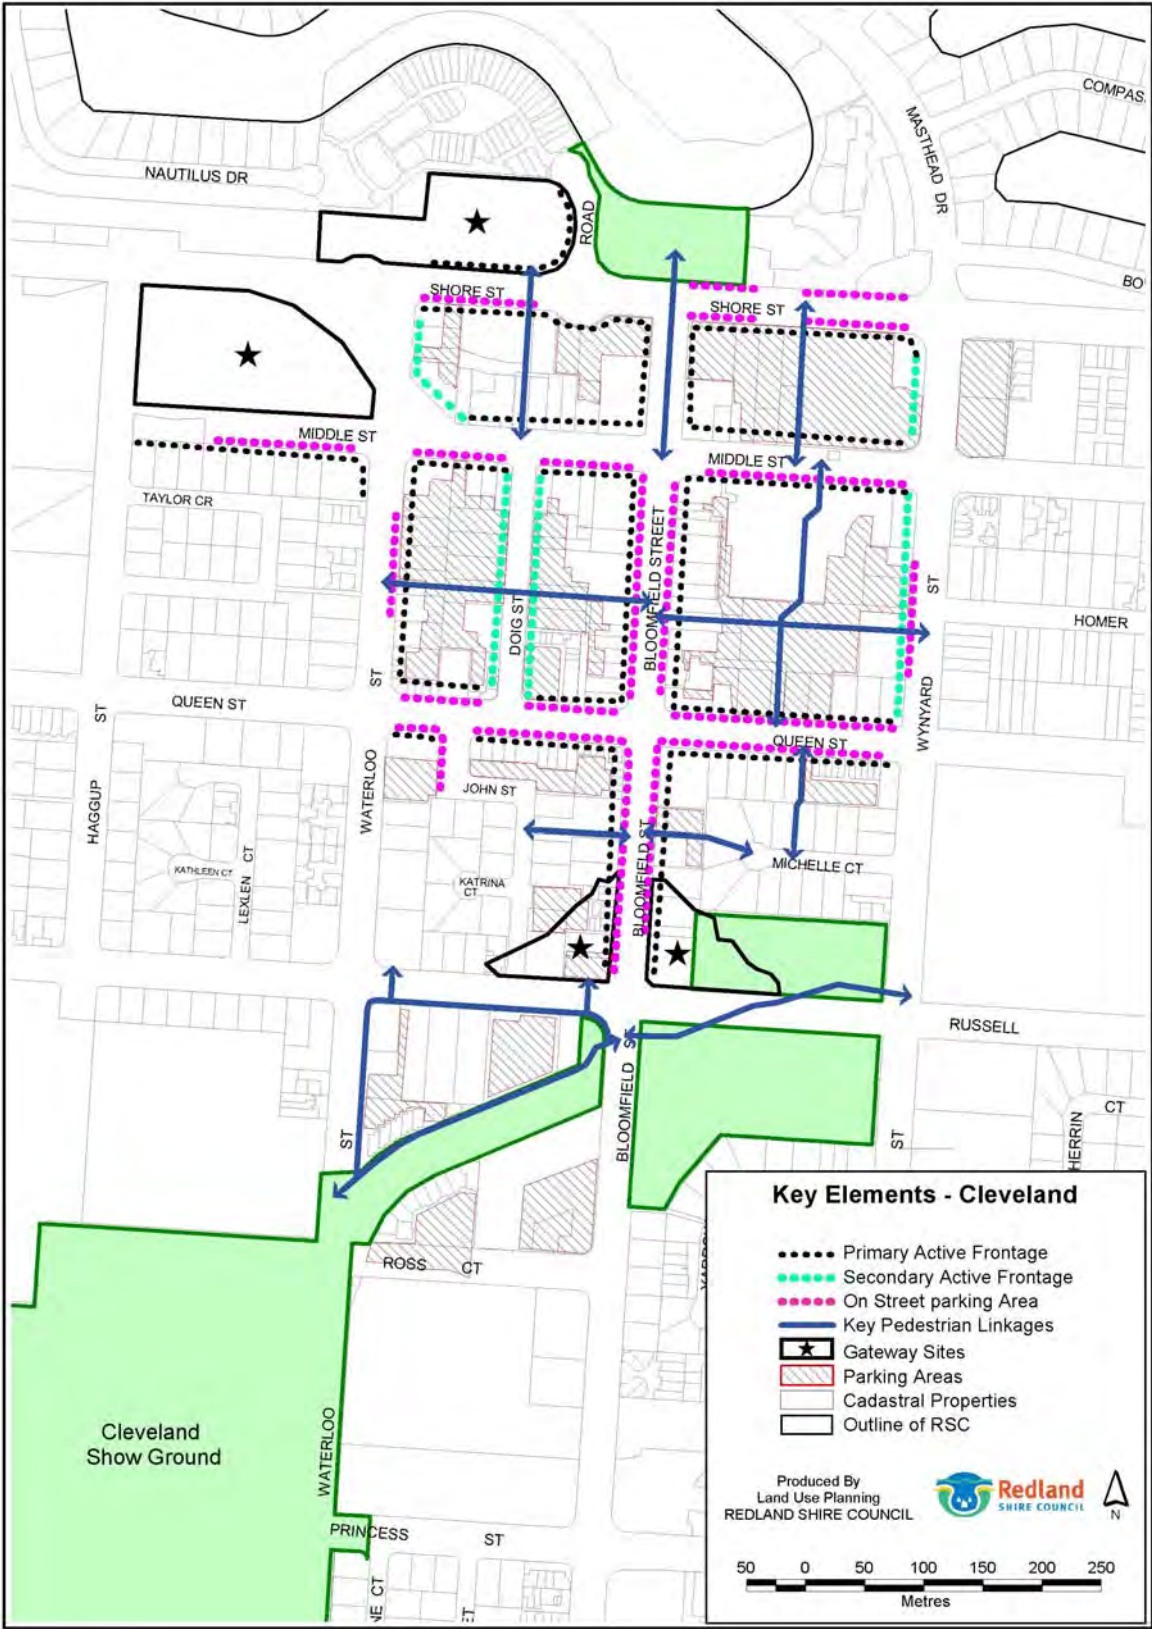 COMPAS
MASTHEAD DR
NAUTILUS DR
ROAD
BO
SHORE ST
SHORE ST
MIDDLE ST
MIDDLE ST
TAYLOR CR
BLOOMFIELD STREET
DOIG ST
ST
HOMER
ST
QUEEN ST
ST
WYNYARD
QUEEN ST
WATERLOO
JOHN ST
HAGGUP
BLOOMFIELD ST
MICHELLE CT
KATHLEEN CT
LEXLEN CT
KATRINA
CT
RUSSELL
BLOOMFIELD ST
ST
ST
HERRIN
CT
ROSS CT
Cleveland
Show Ground
WATERLOO
PRINCESS ST
NE CT
ET
Key Elements - Cleveland
Primary Active Frontage
Secondary Active Frontage
On Street parking Area
Key Pedestrian Linkages
Gateway Sites
Parking Areas
Cadastral Properties
Outline of RSC
Produced By
Land Use Planning
REDLAND SHIRE COUNCIL
Redland
SHIRE COUNCIL
N
50 0 50 100 150 200 250
Metres